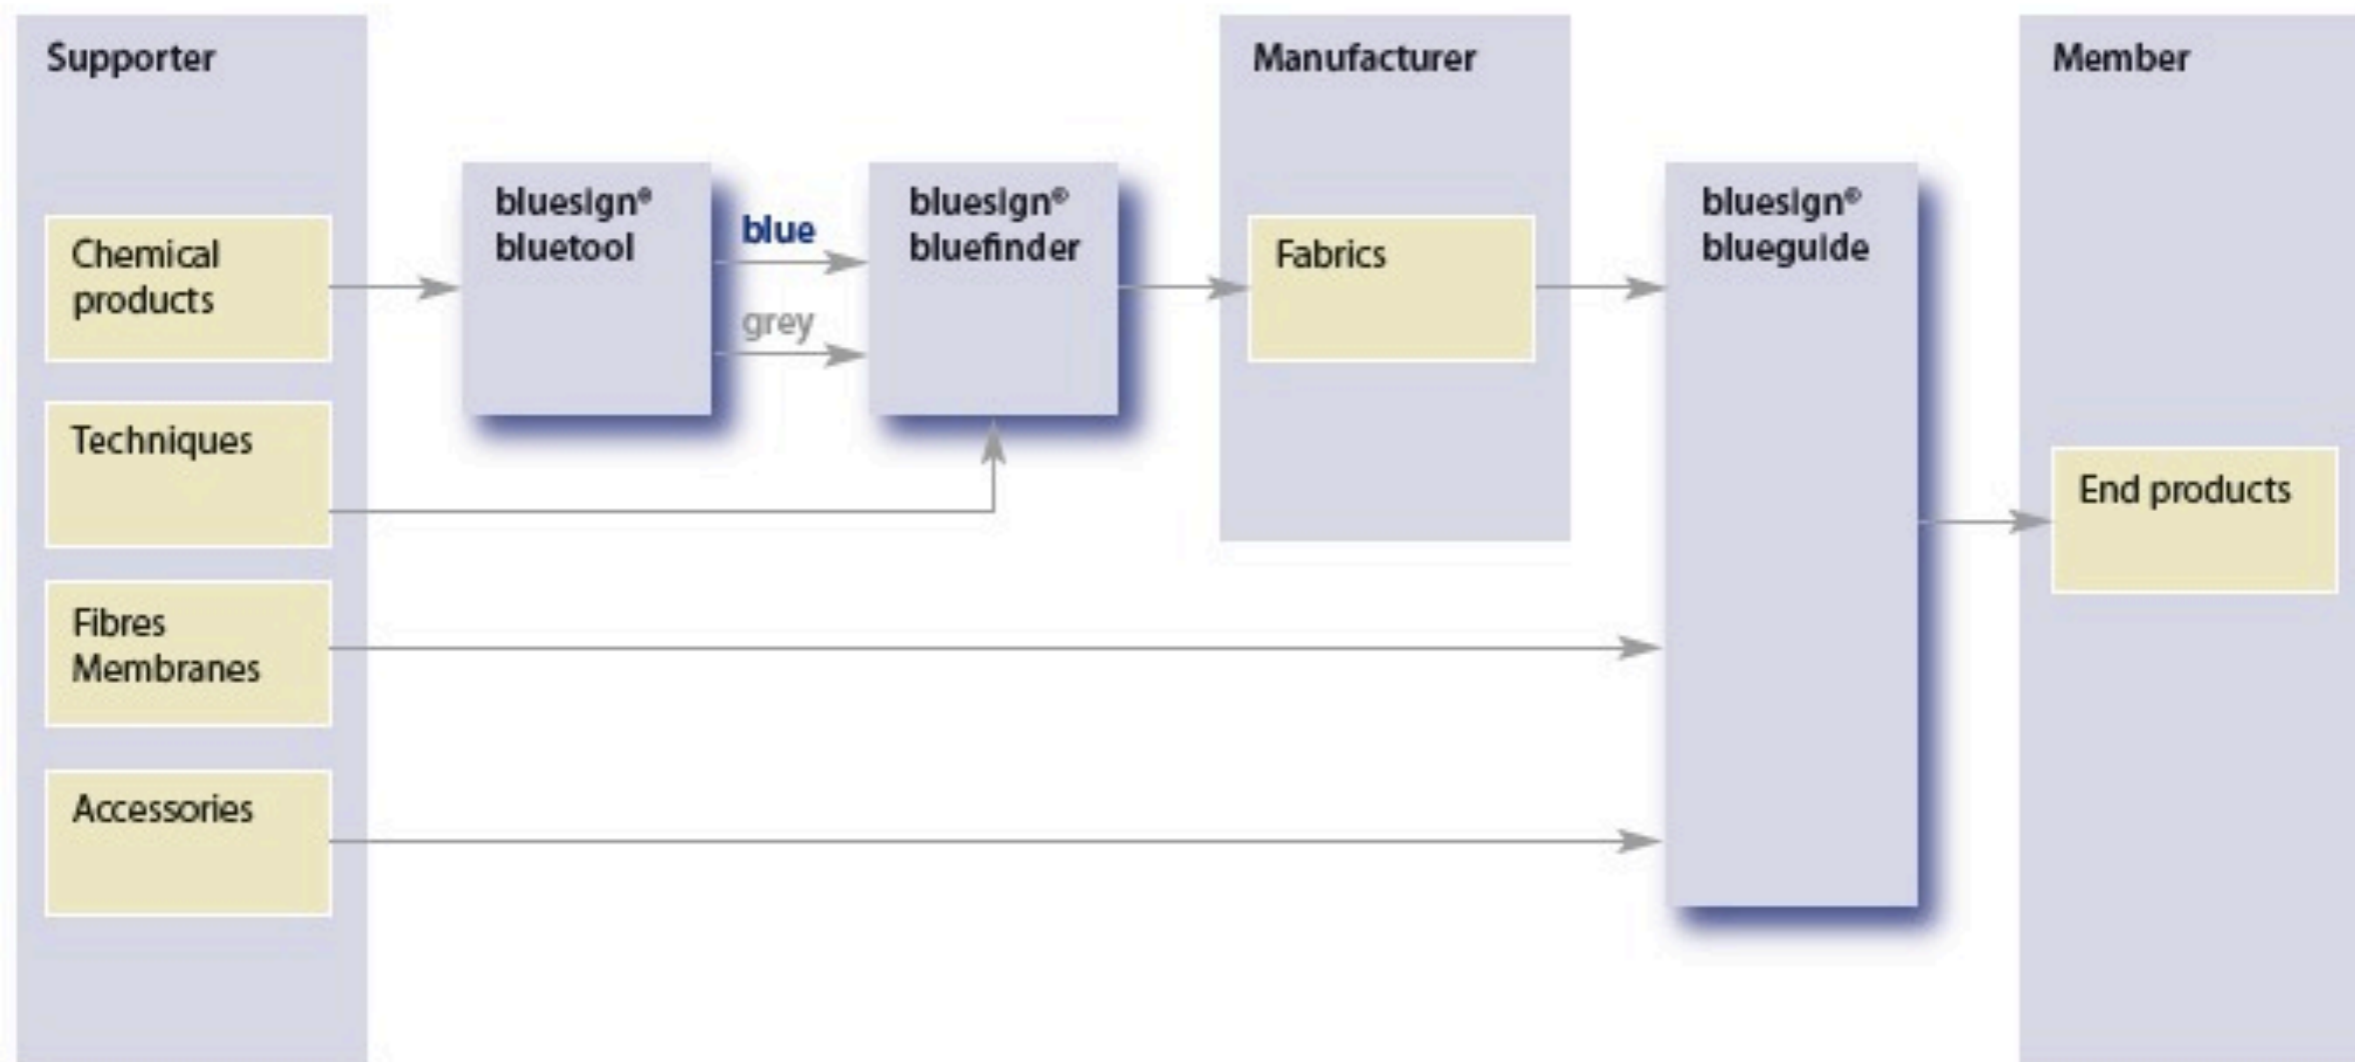 Supporter
Chemical
products
Techniques
Fibres
Membranes
Accessories
bluesign®
bluetool
blue
grey
bluesign®
bluefinder
Manufacturer
Fabrics
bluesign®
blueguide
Member
End products